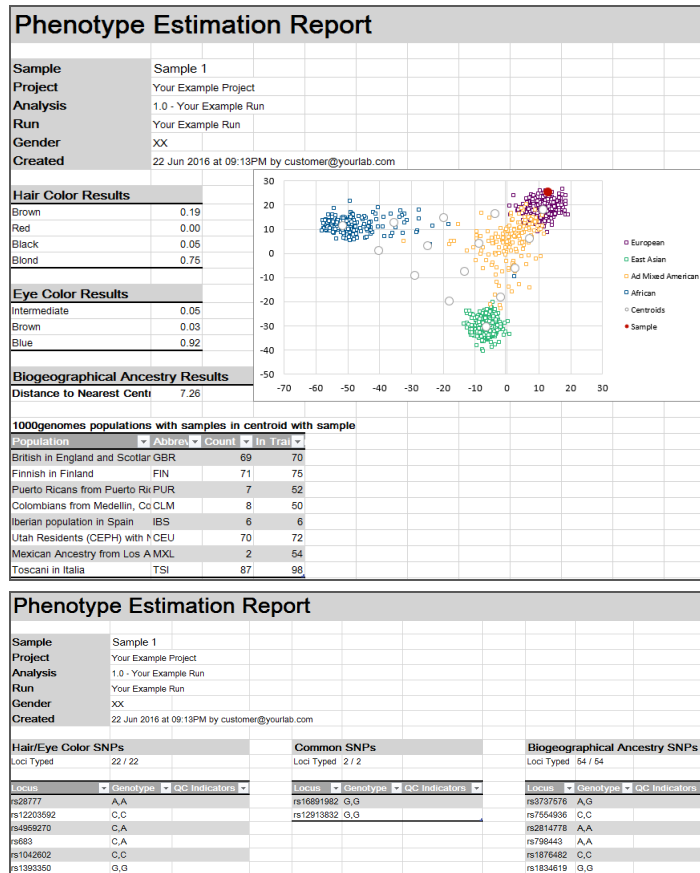 Phenotype Estimation Report
Sample Sample 1
Project Your Example Project
Analysis 1.0 - Your Example Run
Run Your Example Run
Gender XX
Created 22 Jun 2016 at 09:13PM by customer@yourlab.com
Hair Color Results
Brown 0.19
Red 0.00
Black 0.05
Blond 0.75
Eye Color Results
Intermediate 0.05
Brown 0.03
Blue 0.92
Biogeographical Ancestry Results
Distance to Nearest Centi 7.26
30
20
10
0
-10
-20
-30
-40
-50
-70 -60 -50 -40 -30 -20 -10 0 10 20 30
European
East Asian
Ad Mixed American
African
Centroids
Sample
1000genomes populations with samples in centroid with sample
Population Abbrev Count In Trai
British in England and Scotlar GBR 69 70
Finnish in Finland FIN 71 75
Puerto Ricans from Puerto Ric PUR 7 52
Colombians from Medellin, Co CLM 8 50
Iberian population in Spain IBS 6 6
Utah Residents (CEPH) with N CEU 70 72
Mexican Ancestry from Los A MXL 2 54
Toscani in Italia TSI 87 98
Phenotype Estimation Report
Sample Sample 1
Project Your Example Project
Analysis 1.0 - Your Example Run
Run Your Example Run
Gender XX
Created 22 Jun 2016 at 09:13PM by customer@yourlab.com
Hair/Eye Color SNPs Common SNPs Biogeographical Ancestry SNPs
Loci Typed 22 / 22 Loci Typed 2 / 2 Loci Typed 54 / 54
Locus Genotype QC Indicators Locus Genotype QC Indicators Locus Genotype QC Indicators
rs28777 A,A rs16891982 G,G rs3737576 A,G
rs12203592 C,C rs12913832 G,G rs7554936 C,C
rs4959270 C,A rs2814778 A,A
rs683 C,A rs798443 A,A
rs1042602 C,C rs1876482 C,C
rs1393350 G,G rs1834619 G,G